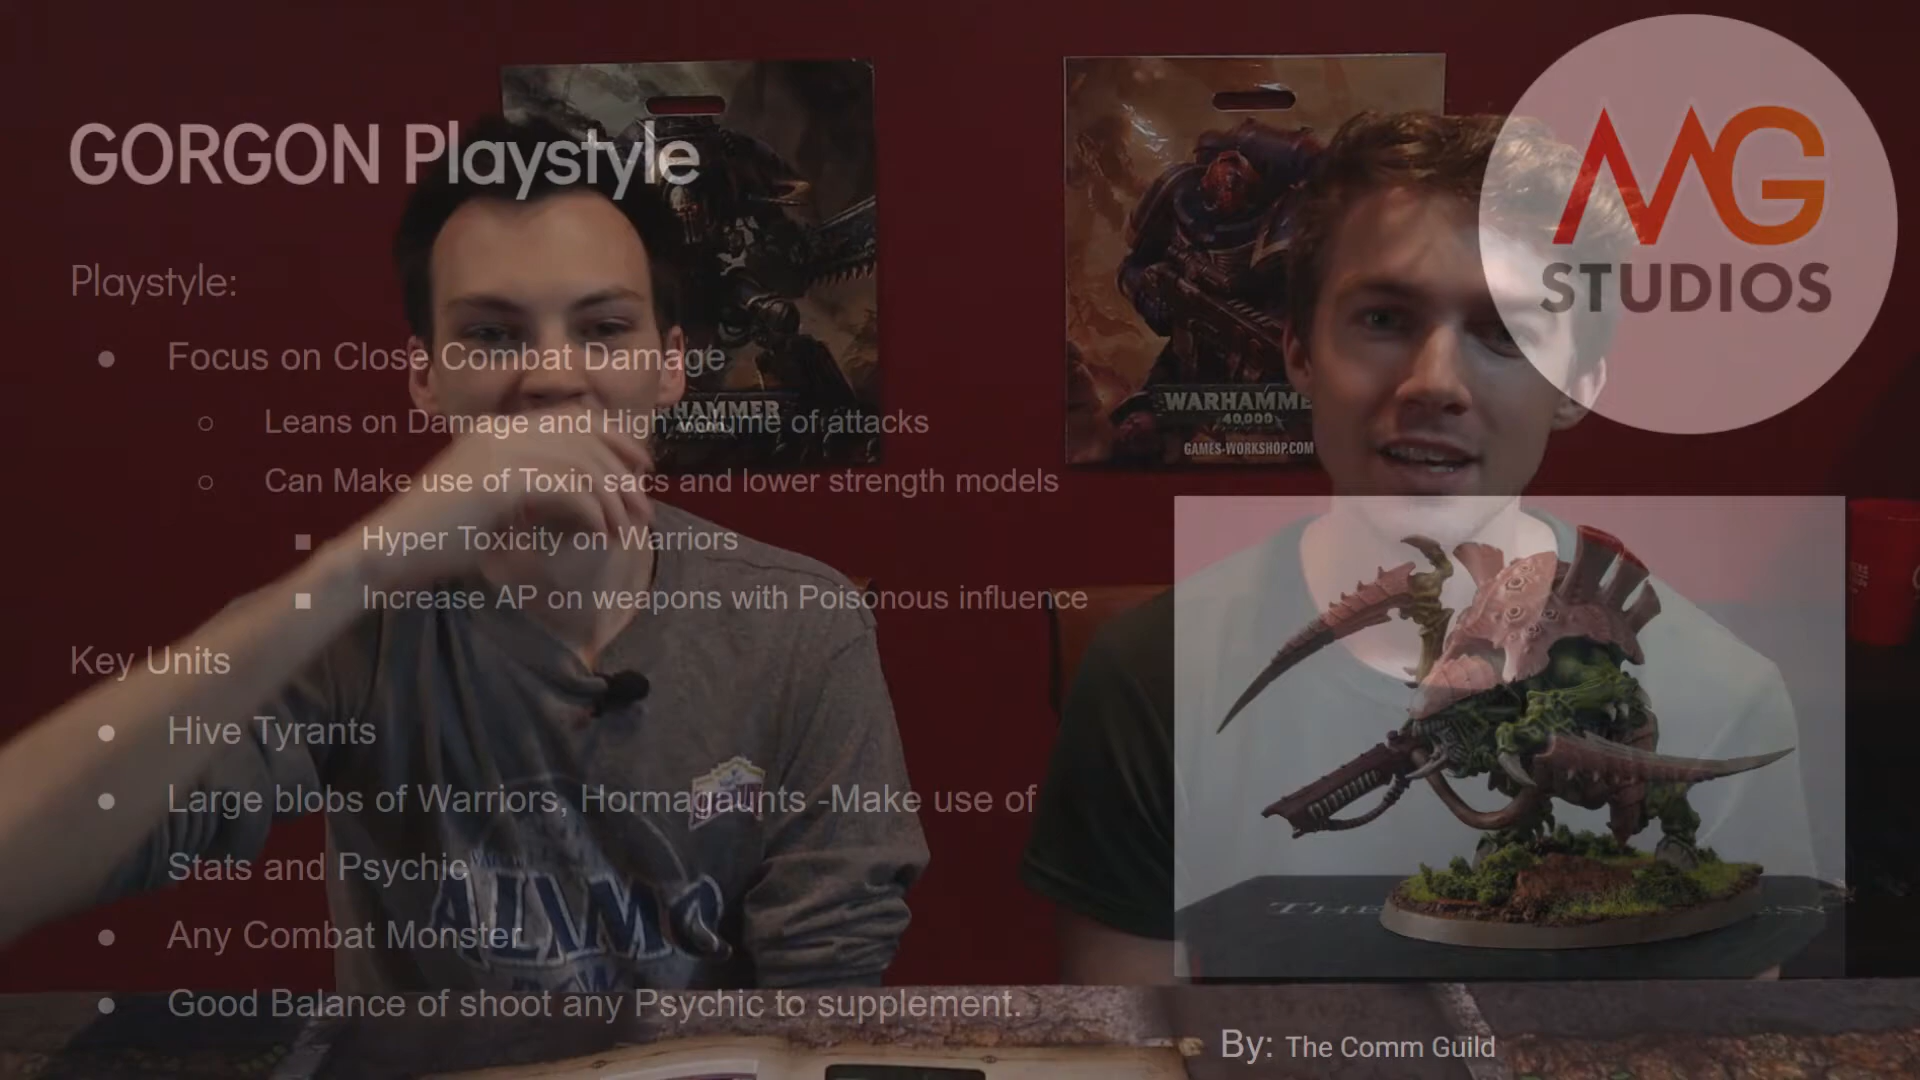 GORGON Playstyle
Playstyle:
● Focus on Close Combat Damage
○ Leans on Damage and High volume of attacks
○ Can Make use of Toxin sacs and lower strength models
■ Hyper Toxicity on Warriors
■ Increase AP on weapons with Poisonous influence
Key Units
● Hive Tyrants
● Large blobs of Warriors, Hormagaunts -Make use of
Stats and Psychic
● Any Combat Monster
● Good Balance of shoot any Psychic to supplement.
MG
STUDIOS
WARHAMMER
40,000
GAMES-WORKSHOP.COM
ALAMO
By: The Comm Guild